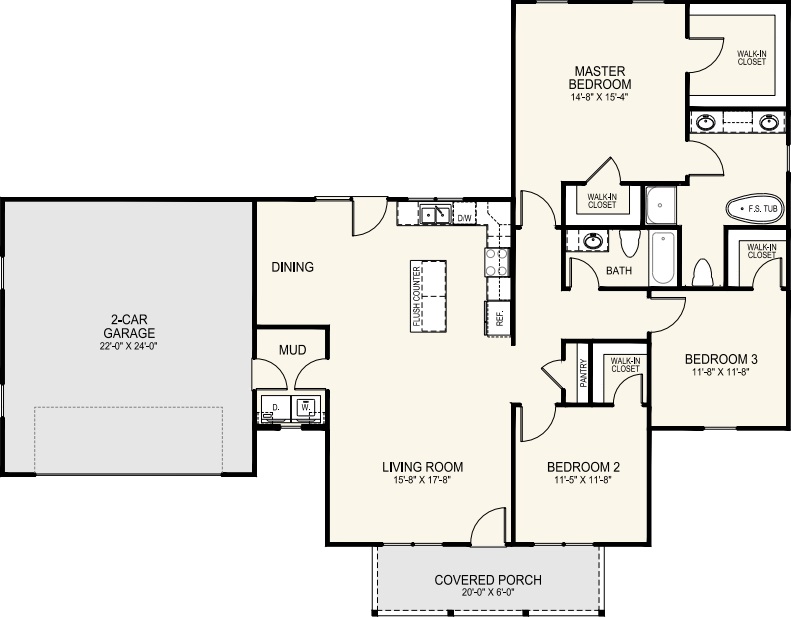 MASTER
BEDROOM
14'-8" X 15'-4"
WALK-IN
CLOSET
WALK-IN
CLOSET
F.S. TUB
D/W
BATH
WALK-IN
CLOSET
DINING
FLUSH COUNTER
REF.
2-CAR
GARAGE
22'-0" X 24'-0"
MUD
D.
W.
PANTRY
WALK-IN
CLOSET
BEDROOM 3
11'-8" X 11'-8"
LIVING ROOM
15'-8" X 17'-8"
BEDROOM 2
11'-5" X 11'-8"
COVERED PORCH
20'-0" X 6'-0"